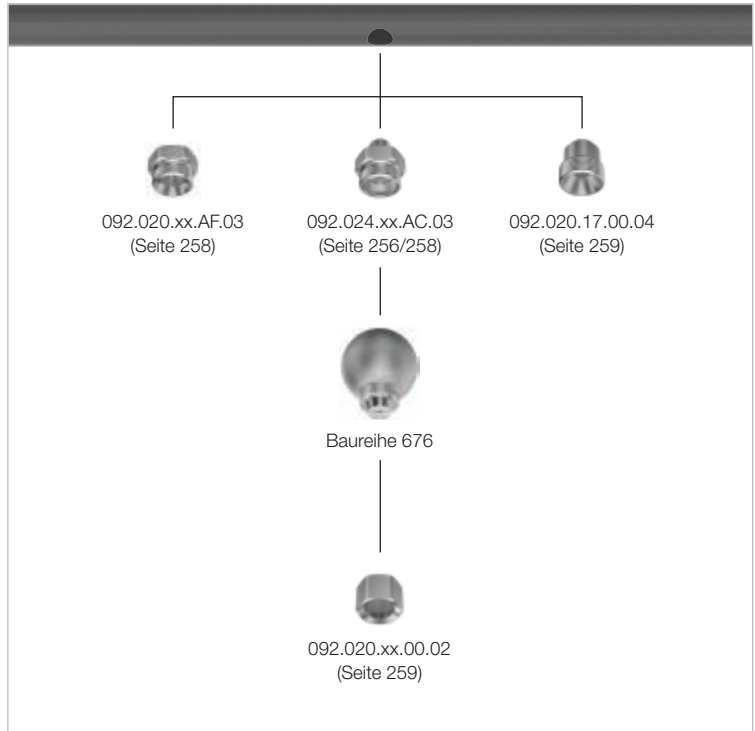 092.020.xx.AF.03
(Seite 258)
092.024.xx.AC.03
(Seite 256/258)
092.020.17.00.04
(Seite 259)
Baureihe 676
092.020.xx.00.02
(Seite 259)